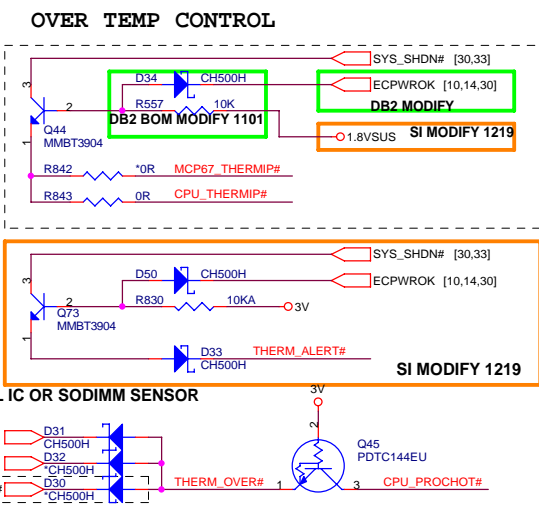 OVER TEMP CONTROL
SYS_SHDN# [30,33]
3
D34 CH500H
ECPWROK [10,14,30]
DB2 MODIFY
2
R557 10K
DB2 BOM MODIFY 1101
SI MODIFY 1219
1.8VSUS
Q44
MMBT3904
1
R842 *0R MCP67_THERMIP#
R843 0R CPU_THERMIP#
SYS_SHDN# [30,33]
3
D50 CH500H
ECPWROK [10,14,30]
2
R830 10KA 3V
Q73
MMBT3904
1
D33 THERM_ALERT#
CH500H
SI MODIFY 1219
IC OR SODIMM SENSOR
3V
2
D31
CH500H
Q45
PDTC144EU
D32
*CH500H
D30
*CH500H
THERM_OVER# 1 3 CPU_PROCHOT#